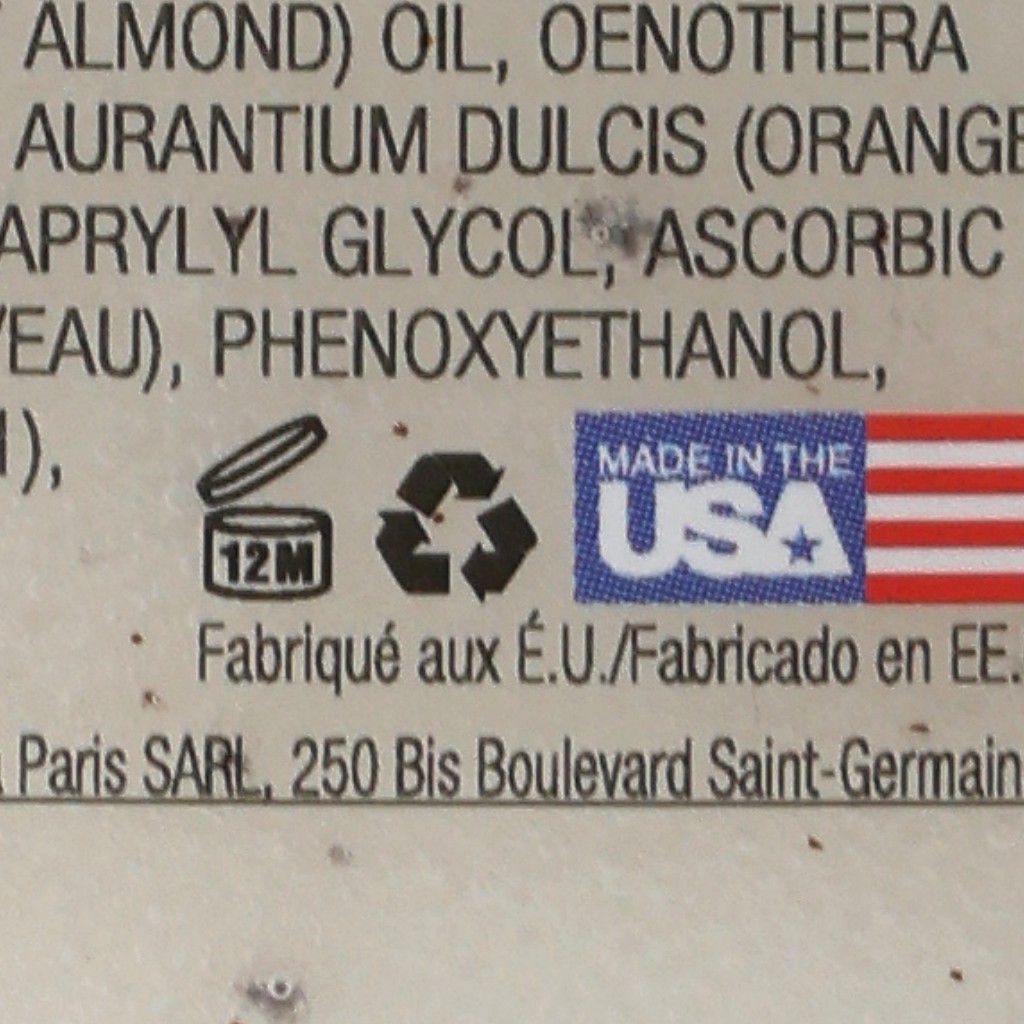 ALMOND) OIL, OENOTHERA
AURANTIUM DULCIS (ORANGE
APRYLYL GLYCOL, ASCORBIC
VEAU), PHENOXYETHANOL,
),
12M
MADE IN THE
USA
Fabriqué aux É.U./Fabricado en EE.
Paris SARL, 250 Bis Boulevard Saint-Germain